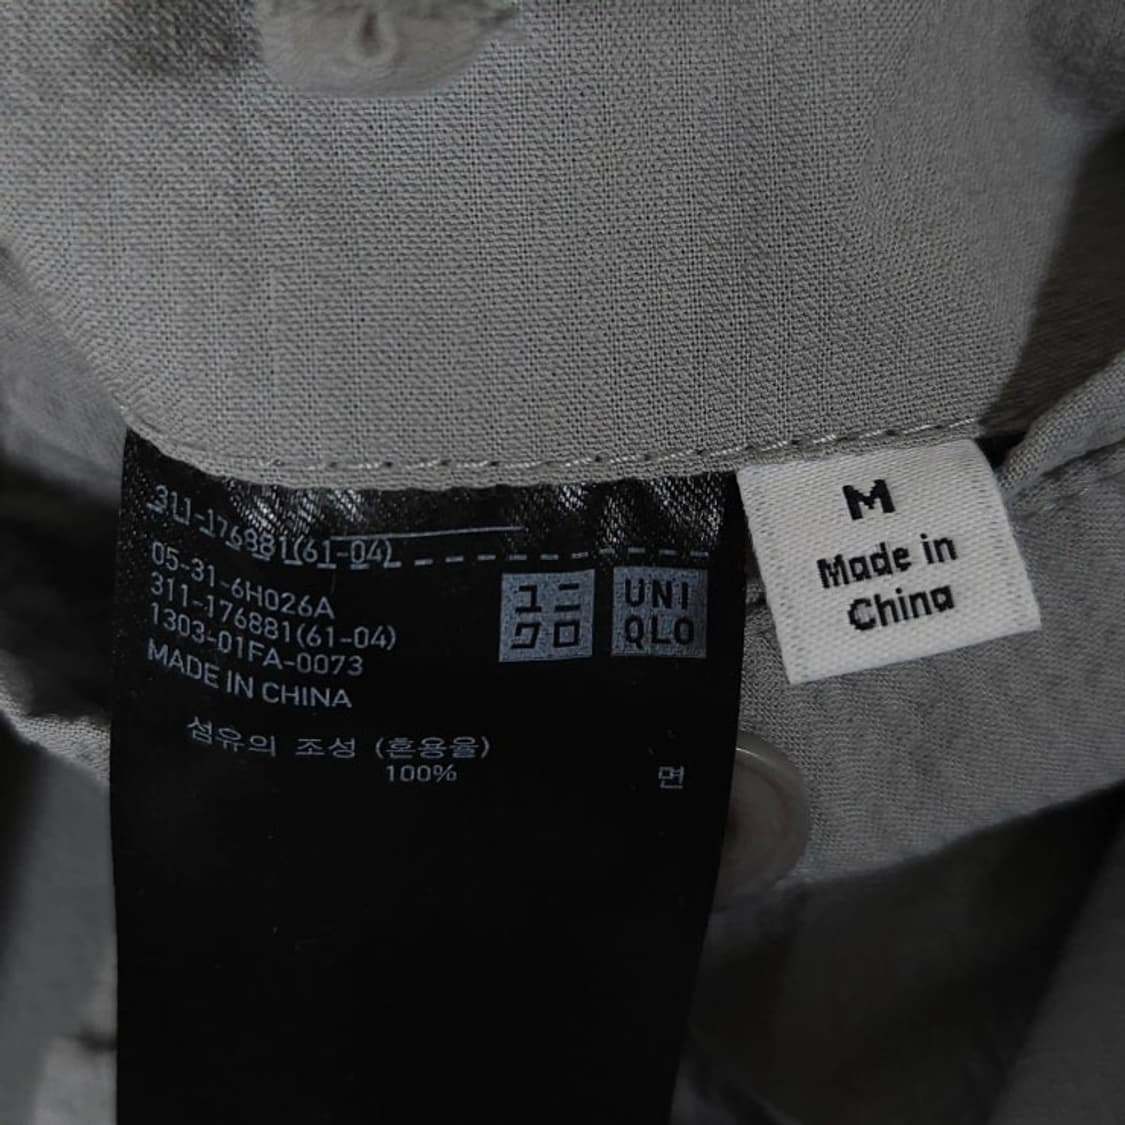 311-176881(61-04)
05-31-6H026A
311-176881(61-04)
1303-01FA-0073
MADE IN CHINA
ユニ
クロ
UNI
QLO
섬유의 조성 (혼용율)
100% 면
M
Made in
China